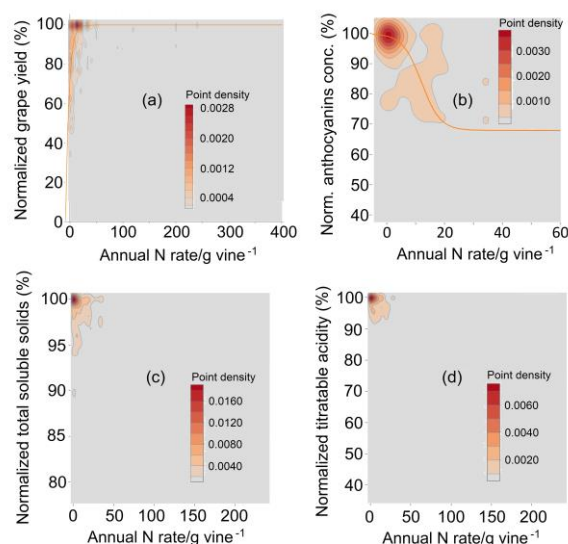 Normalized grape yield (%)
100
80
60
40
20
0
(a)
Point density
0.0028
0.0020
0.0012
0.0004
0 100 200 300 400
Annual N rate/g vine⁻¹
Norm. anthocyanins conc. (%)
100
90
80
70
60
50
40
(b)
Point density
0.0030
0.0020
0.0010
0 20 40 60
Annual N rate/g vine⁻¹
Normalized total soluble solids (%)
100
95
90
85
80
(c)
Point density
0.0160
0.0120
0.0080
0.0040
0 50 100 150 200
Annual N rate/g vine⁻¹
Normalized titratable acidity (%)
100
90
80
70
60
50
40
(d)
Point density
0.0060
0.0040
0.0020
0 50 100 150 200
Annual N rate/g vine⁻¹